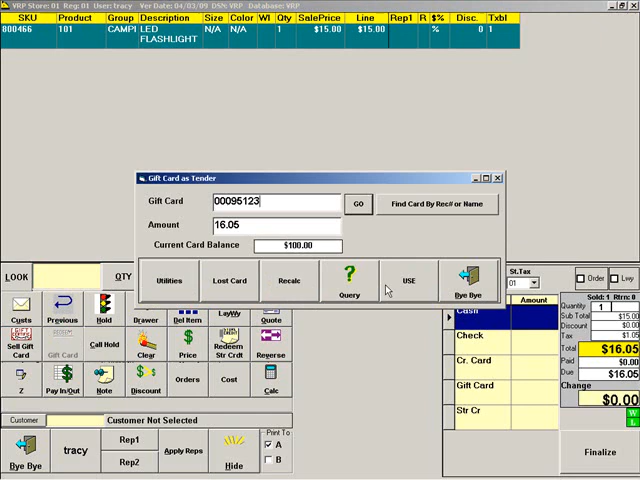 VRP Store: 01 Reg: 01 User: tracy Ver Date: 04/03/09 DSN: VRP Database: VRP
SKU Product Group Description Size Color WI Qty SalePrice Line Rep1 R $% Disc. Txbl
800466 101 CAMPI LED FLASHLIGHT N/A N/A 1 $15.00 $15.00 % 0 1
Gift Card as Tender
Gift Card 00095123 GO Find Card By Rec# or Name
Amount 16.05
Current Card Balance $100.00
Utilities Lost Card Recalc Query USE Bye Bye
LOOK QTY
St.Tax
01
Order Lwy
Custs Previous Hold Drawer Del Item LayWy Quote
Sell Gift Card Gift Card Call Hold Clear Price Redeem Str Crdt Reverse
Z Pay In/Out Note Discount Orders Cost Calc
Customer Customer Not Selected
Bye Bye tracy Rep1 Rep2 Apply Reps Hide
Print To
A
B
Amount
Cash
Check
Cr. Card
Gift Card
Str Cr
Sold: 1 Rtrn: 0
Quantity 1
Sub Total $15.00
Discount $0.00
Tax $1.05
Total $16.05
Paid $0.00
Due $16.05
Change
$0.00
W
L
Finalize